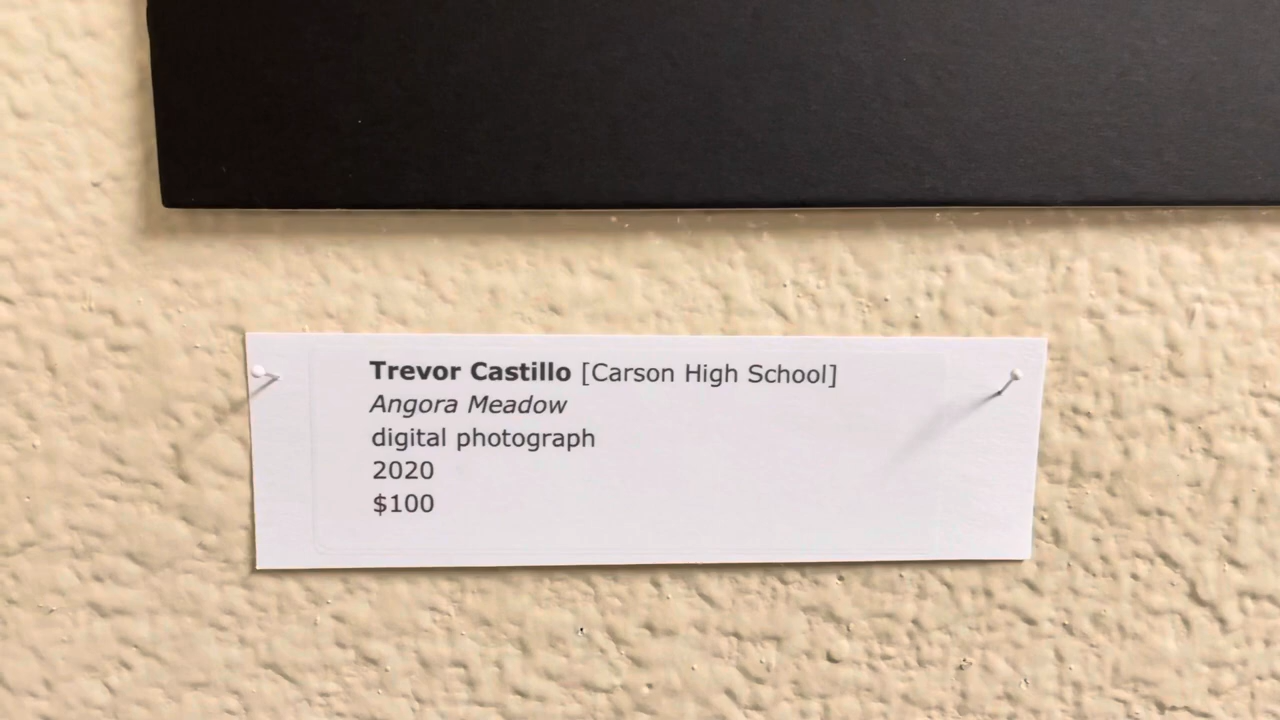 Trevor Castillo [Carson High School]
Angora Meadow
digital photograph
2020
$100